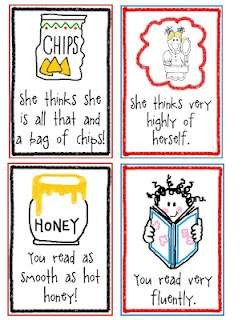 CHIPS
She thinks she
is all that and
a bag of chips!
She thinks very
highly of
herself.
HONEY
You read as
smooth as hot
honey!
You read very
fluently.